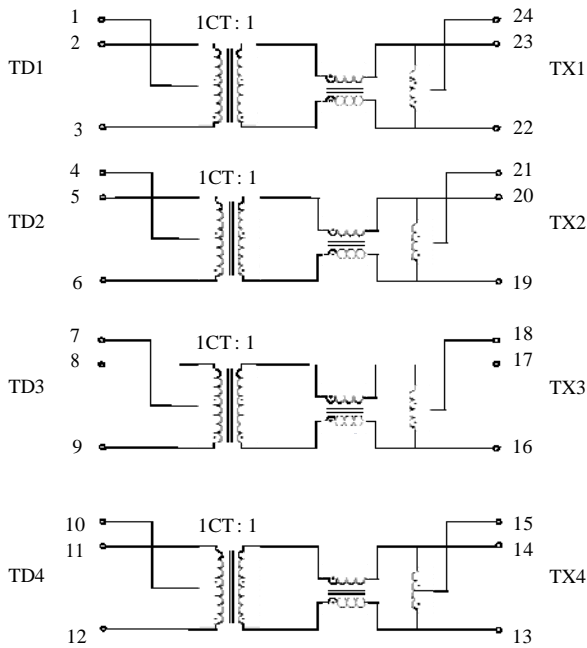 1 1CT : 1 24
2 23
TD1 TX1
3 22
4 1CT : 1 21
5 20
TD2 TX2
6 19
7 1CT : 1 18
8 17
TD3 TX3
9 16
10 1CT : 1 15
11 14
TD4 TX4
12 13